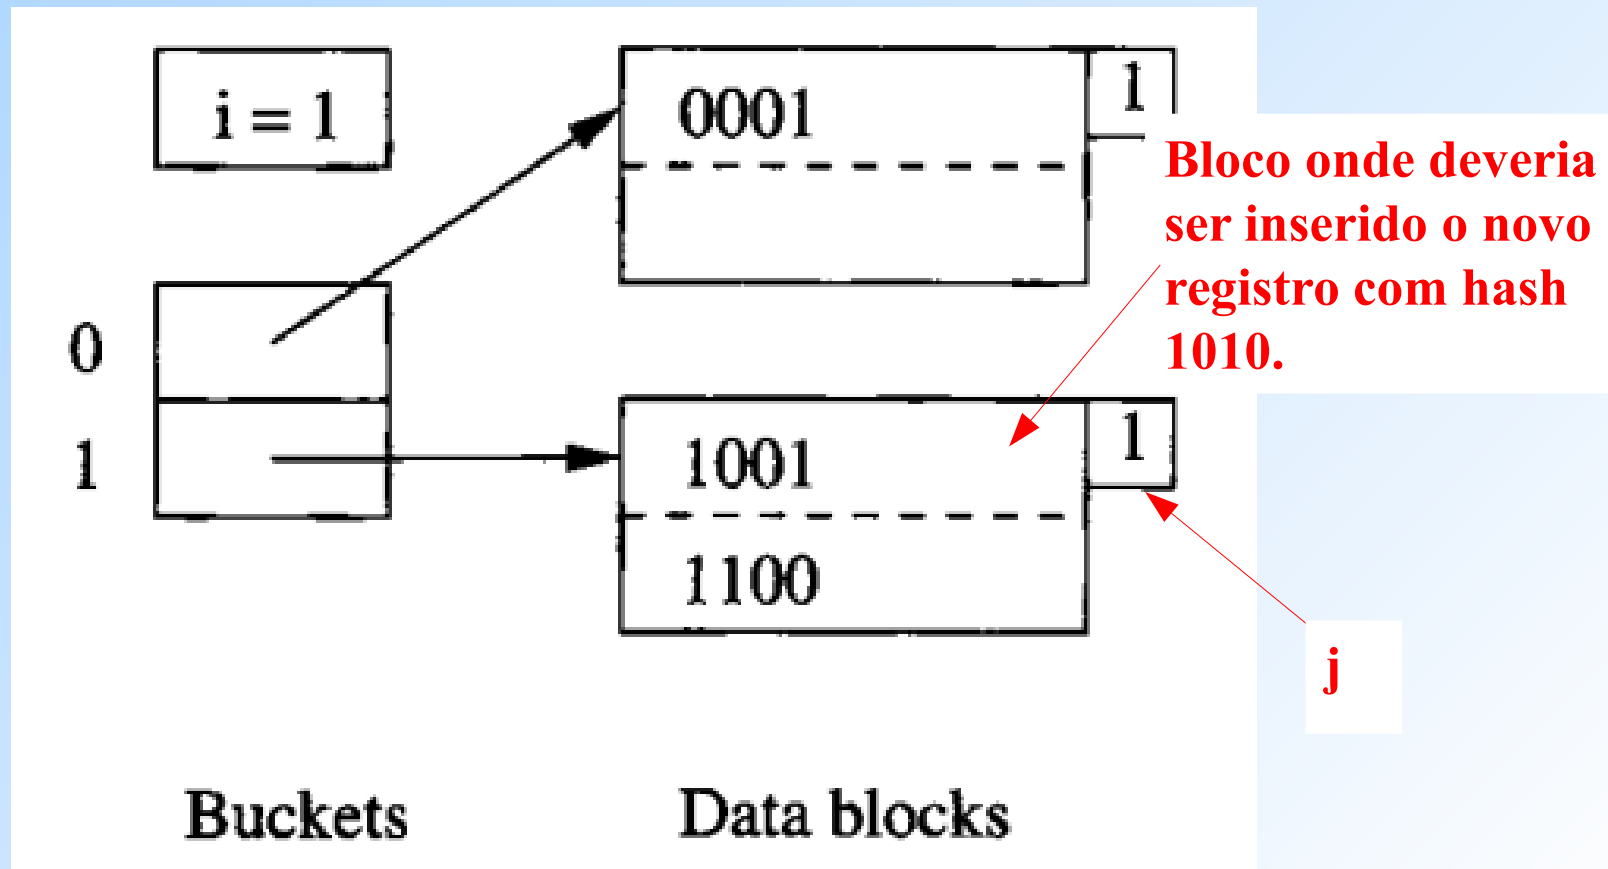 i = 1
0001
1
Bloco onde deveria
ser inserido o novo
registro com hash
1010.
0
1
1001
1
1100
j
Buckets
Data blocks